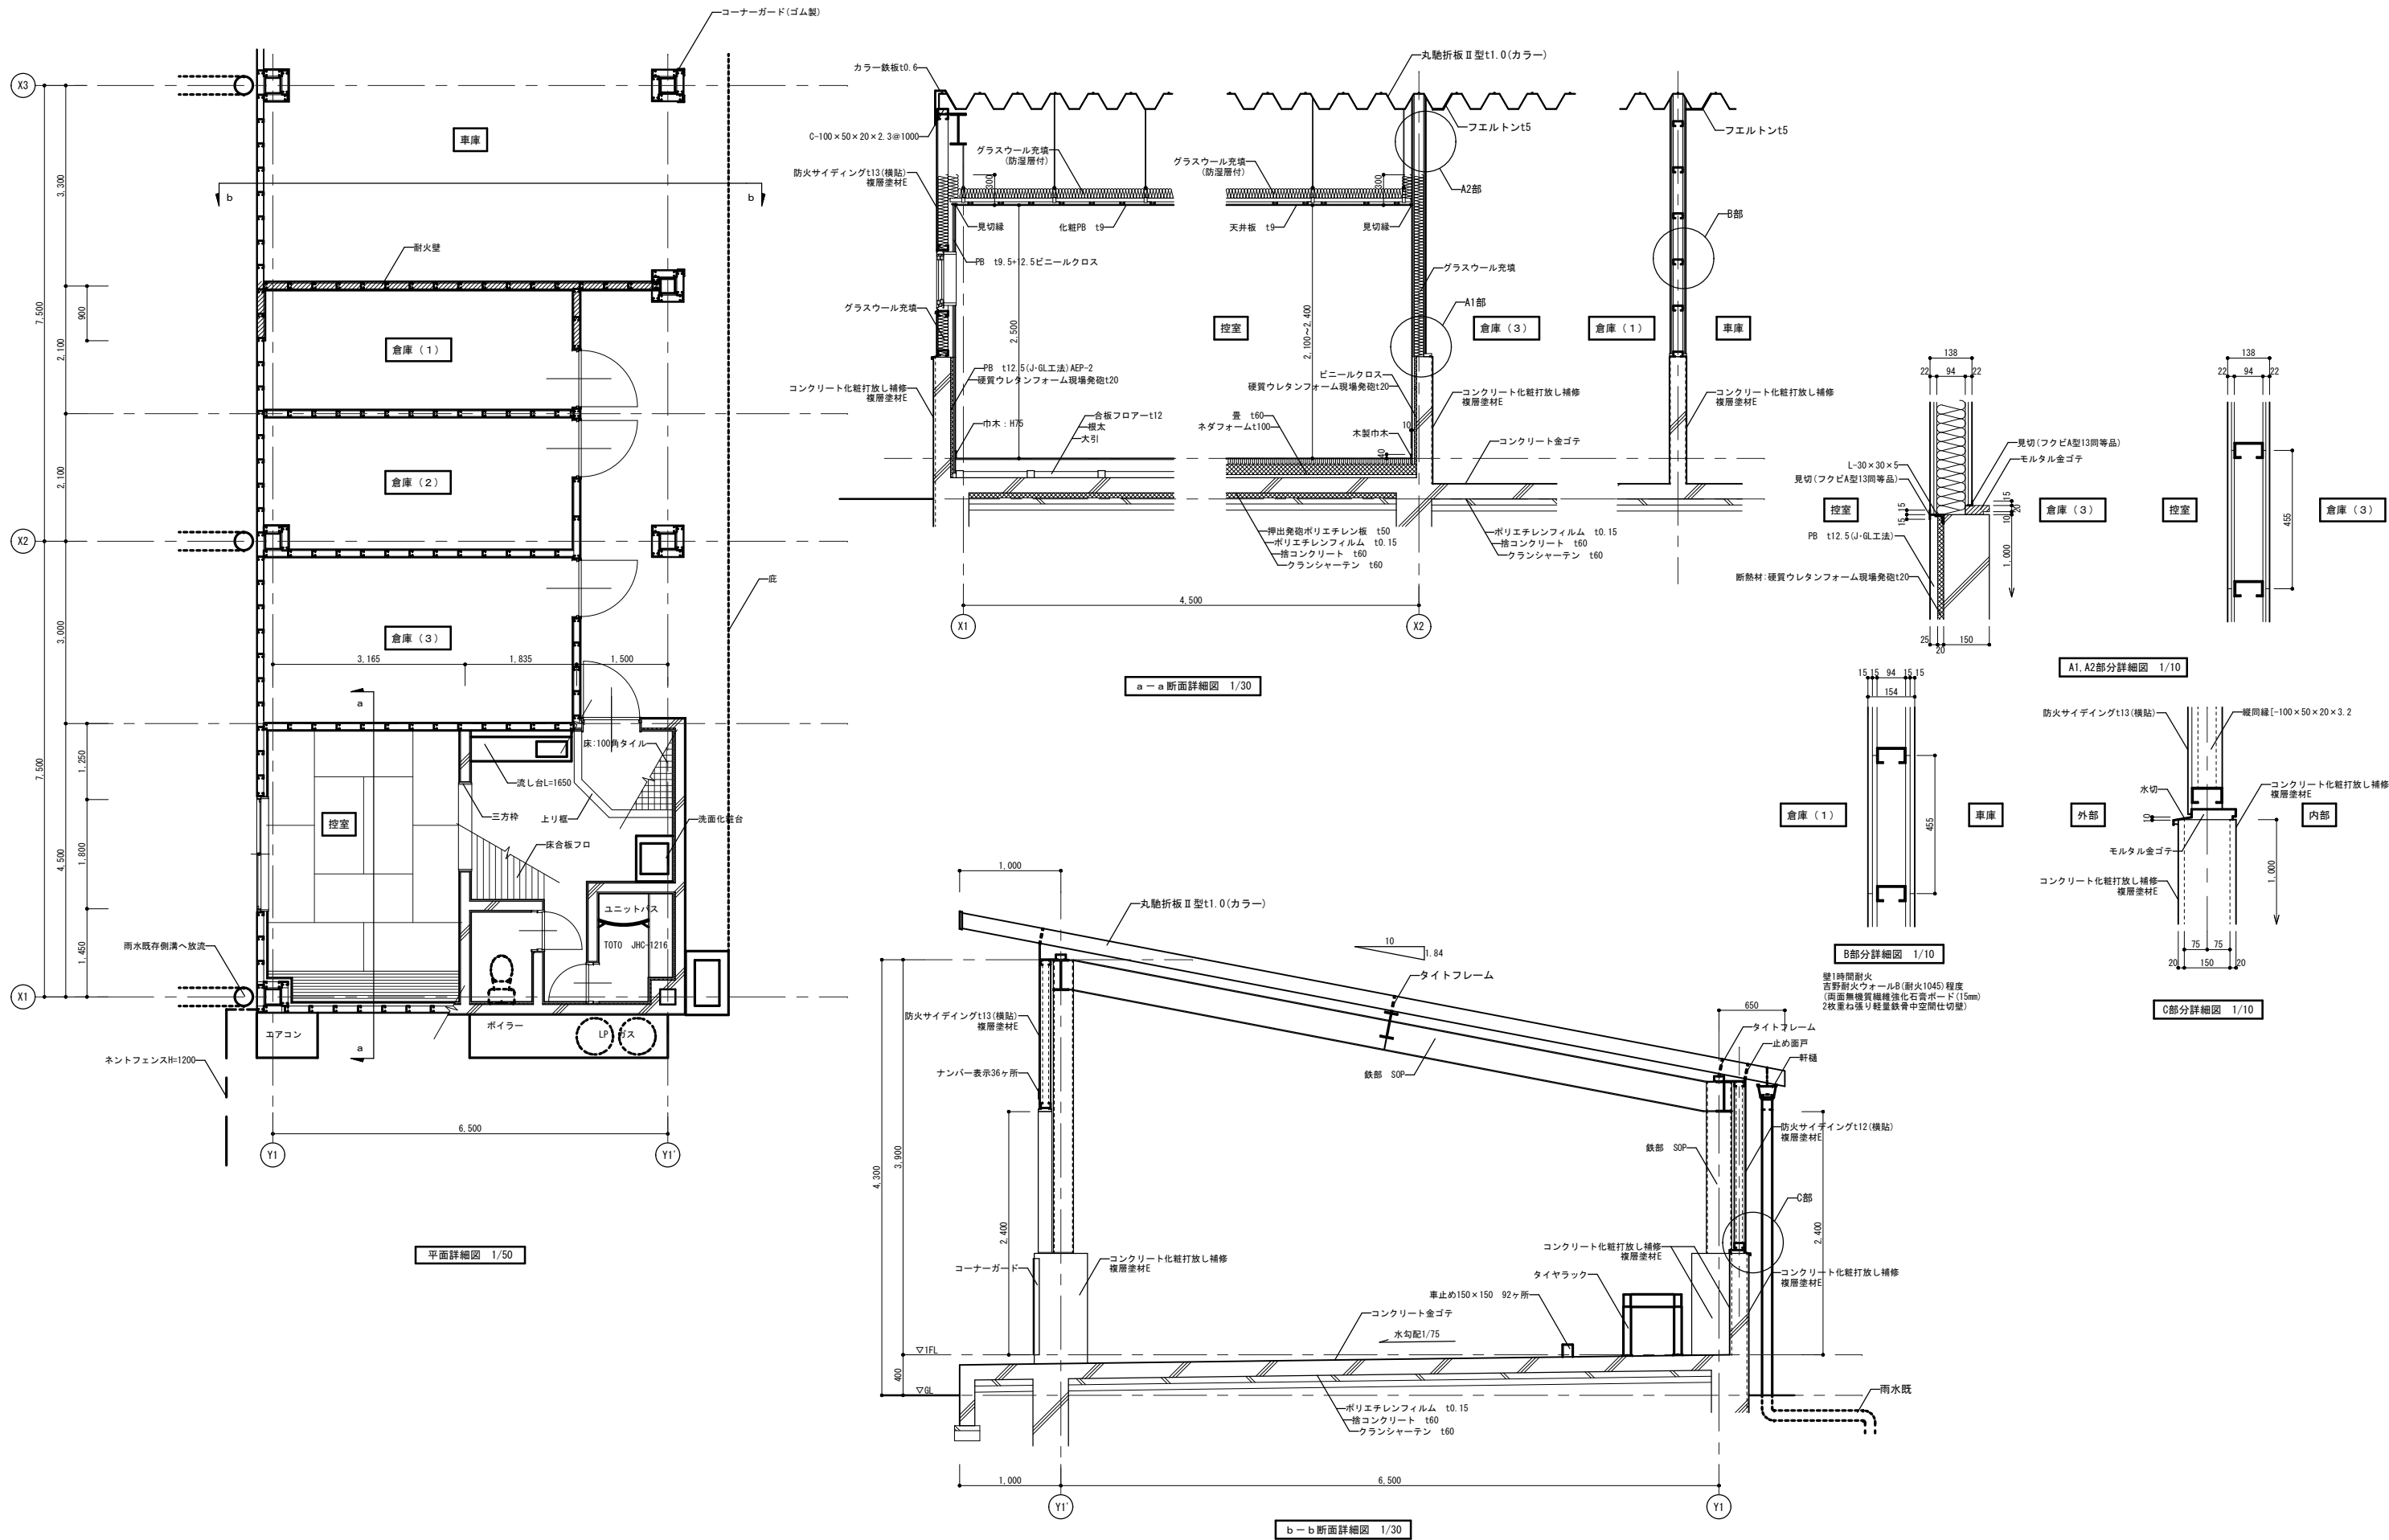 コーナーガード(ゴム製)
X3
車庫
3,300
b
b
耐火壁
7,500
900
2,100
倉庫（1）
2,100
倉庫（2）
X2
庇
3,000
倉庫（3）
3,165
1,835
1,500
a
床:100角タイル
1,250
流し台L=1650
三方枠
上り框
洗面化粧台
控室
7,500
4,500
1,800
床合板フロ
ユニットバス
TOTO JHC-1216
1,450
雨水既存側溝へ放流
X1
エアコン
ボイラー
LP ガス
a
ネントフェンスH=1200
6,500
Y1
Y1'
平面詳細図 1/50
カラー鉄板t0.6
丸馳折板Ⅱ型t1.0(カラー)
C-100×50×20×2.3@1000
フエルトンt5
フエルトンt5
グラスウール充填
(防湿層付)
グラスウール充填
(防湿層付)
防火サイディングt13(横貼)
複層塗材E
300
300
A2部
B部
見切縁
化粧PB t9
天井板 t9
見切縁
PB t9.5+12.5ビニールクロス
グラスウール充填
グラスウール充填
A1部
2,500
2,100～2,400
控室
倉庫（3）
倉庫（1）
車庫
PB t12.5(J･GL工法)AEP-2
硬質ウレタンフォーム現場発砲t20
ビニールクロス
硬質ウレタンフォーム現場発砲t20
コンクリート化粧打放し補修
複層塗材E
コンクリート化粧打放し補修
複層塗材E
コンクリート化粧打放し補修
複層塗材E
巾木：H75
合板フロアーt12
根太
大引
畳 t60
ネダフォームt100
10
木製巾木
40
コンクリート金ゴテ
押出発砲ポリエチレン板 t50
ポリエチレンフィルム t0.15
捨コンクリート t60
クランシャーテン t60
ポリエチレンフィルム t0.15
捨コンクリート t60
クランシャーテン t60
4,500
X1
X2
a－a断面詳細図 1/30
138
22
94
22
見切(フクビA型13同等品)
モルタル金ゴテ
L-30×30×5
見切(フクビA型13同等品)
控室
倉庫（3）
15
15
15
20
10
PB t12.5(J･GL工法)
1,000
断熱材:硬質ウレタンフォーム現場発砲t20
25
20
150
138
22
94
22
控室
倉庫（3）
455
A1,A2部分詳細図 1/10
15
15
94
15
15
154
倉庫（1）
車庫
455
B部分詳細図 1/10
壁1時間耐火
吉野耐火ウォールB(耐火1045)程度
(両面無機質繊維強化石膏ボード(15mm)
2枚重ね張り軽量鉄骨中空間仕切壁)
防火サイディングt13(横貼)
縦同縁[-100×50×20×3.2
水切
コンクリート化粧打放し補修
複層塗材E
外部
内部
10
モルタル金ゴテ
コンクリート化粧打放し補修
複層塗材E
1,000
75
75
20
150
20
C部分詳細図 1/10
1,000
丸馳折板Ⅱ型t1.0(カラー)
10
1.84
タイトフレーム
650
防火サイディングt13(横貼)
複層塗材E
タイトフレーム
止め面戸
軒樋
ナンバー表示36ヶ所
鉄部 SOP
防火サイデイングt12(横貼)
複層塗材E
鉄部 SOP
4,300
3,900
2,400
2,400
C部
コーナーガード
コンクリート化粧打放し補修
複層塗材E
コンクリート化粧打放し補修
複層塗材E
コンクリート化粧打放し補修
複層塗材E
タイヤラック
車止め150×150 92ヶ所
コンクリート金ゴテ
水勾配1/75
▽1FL
400
▽GL
雨水既
ポリエチレンフィルム t0.15
捨コンクリート t60
クランシャーテン t60
1,000
6,500
Y1'
Y1
b－b断面詳細図 1/30